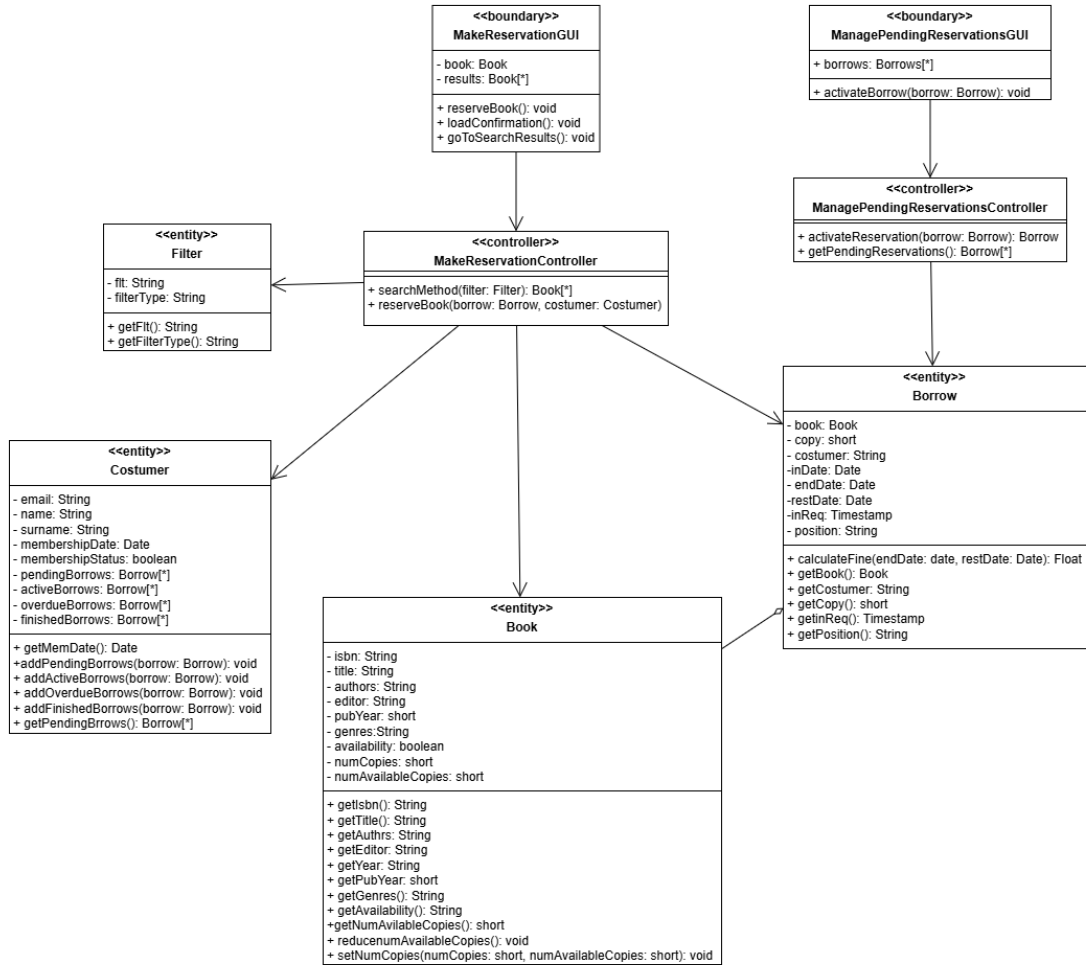 <<boundary>>
MakeReservationGUI
- book: Book
- results: Book[*]
+ reserveBook(): void
+ loadConfirmation(): void
+ goToSearchResults(): void
<<boundary>>
ManagePendingReservationsGUI
+ borrows: Borrows[*]
+ activateBorrow(borrow: Borrow): void
<<controller>>
ManagePendingReservationsController
+ activateReservation(borrow: Borrow): Borrow
+ getPendingReservations(): Borrow[*]
<<entity>>
Filter
- flt: String
- filterType: String
+ getFlt(): String
+ getFilterType(): String
<<controller>>
MakeReservationController
+ searchMethod(filter: Filter): Book[*]
+ reserveBook(borrow: Borrow, costumer: Costumer)
<<entity>>
Borrow
- book: Book
- copy: short
- costumer: String
-inDate: Date
- endDate: Date
-restDate: Date
-inReq: Timestamp
- position: String
+ calculateFine(endDate: date, restDate: Date): Float
+ getBook(): Book
+ getCostumer: String
+ getCopy(): short
+ getinReq(): Timestamp
+ getPosition(): String
<<entity>>
Costumer
- email: String
- name: String
- surname: String
- membershipDate: Date
- membershipStatus: boolean
- pendingBorrows: Borrow[*]
- activeBorrows: Borrow[*]
- overdueBorrows: Borrow[*]
- finishedBorrows: Borrow[*]
+ getMemDate(): Date
+addPendingBorrows(borrow: Borrow): void
+ addActiveBorrows(borrow: Borrow): void
+ addOverdueBorrows(borrow: Borrow): void
+ addFinishedBorrows(borrow: Borrow): void
+ getPendingBrrows(): Borrow[*]
<<entity>>
Book
- isbn: String
- title: String
- authors: String
- editor: String
- pubYear: short
- genres:String
- availability: boolean
- numCopies: short
- numAvailableCopies: short
+ getIsbn(): String
+ getTitle(): String
+ getAuthrs: String
+ getEditor: String
+ getYear: String
+ getPubYear: short
+ getGenres(): String
+ getAvailability(): String
+getNumAvilableCopies(): short
+ reducenumAvailableCopies(): void
+ setNumCopies(numCopies: short, numAvailableCopies: short): void